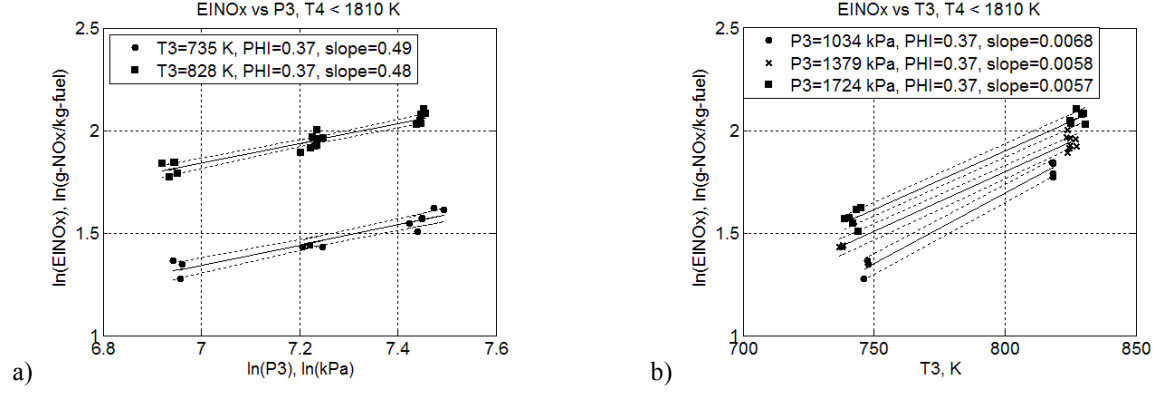 EINOx vs P3, T4 < 1810 K
2.5
2
1.5
1
ln(EINOx), ln(g-NOx/kg-fuel)
T3=735 K, PHI=0.37, slope=0.49
T3=828 K, PHI=0.37, slope=0.48
6.8 7 7.2 7.4 7.6
ln(P3), ln(kPa)
a)
EINOx vs T3, T4 < 1810 K
2.5
2
1.5
1
ln(EINOx), ln(g-NOx/kg-fuel)
P3=1034 kPa, PHI=0.37, slope=0.0068
P3=1379 kPa, PHI=0.37, slope=0.0058
P3=1724 kPa, PHI=0.37, slope=0.0057
700 750 800 850
T3, K
b)